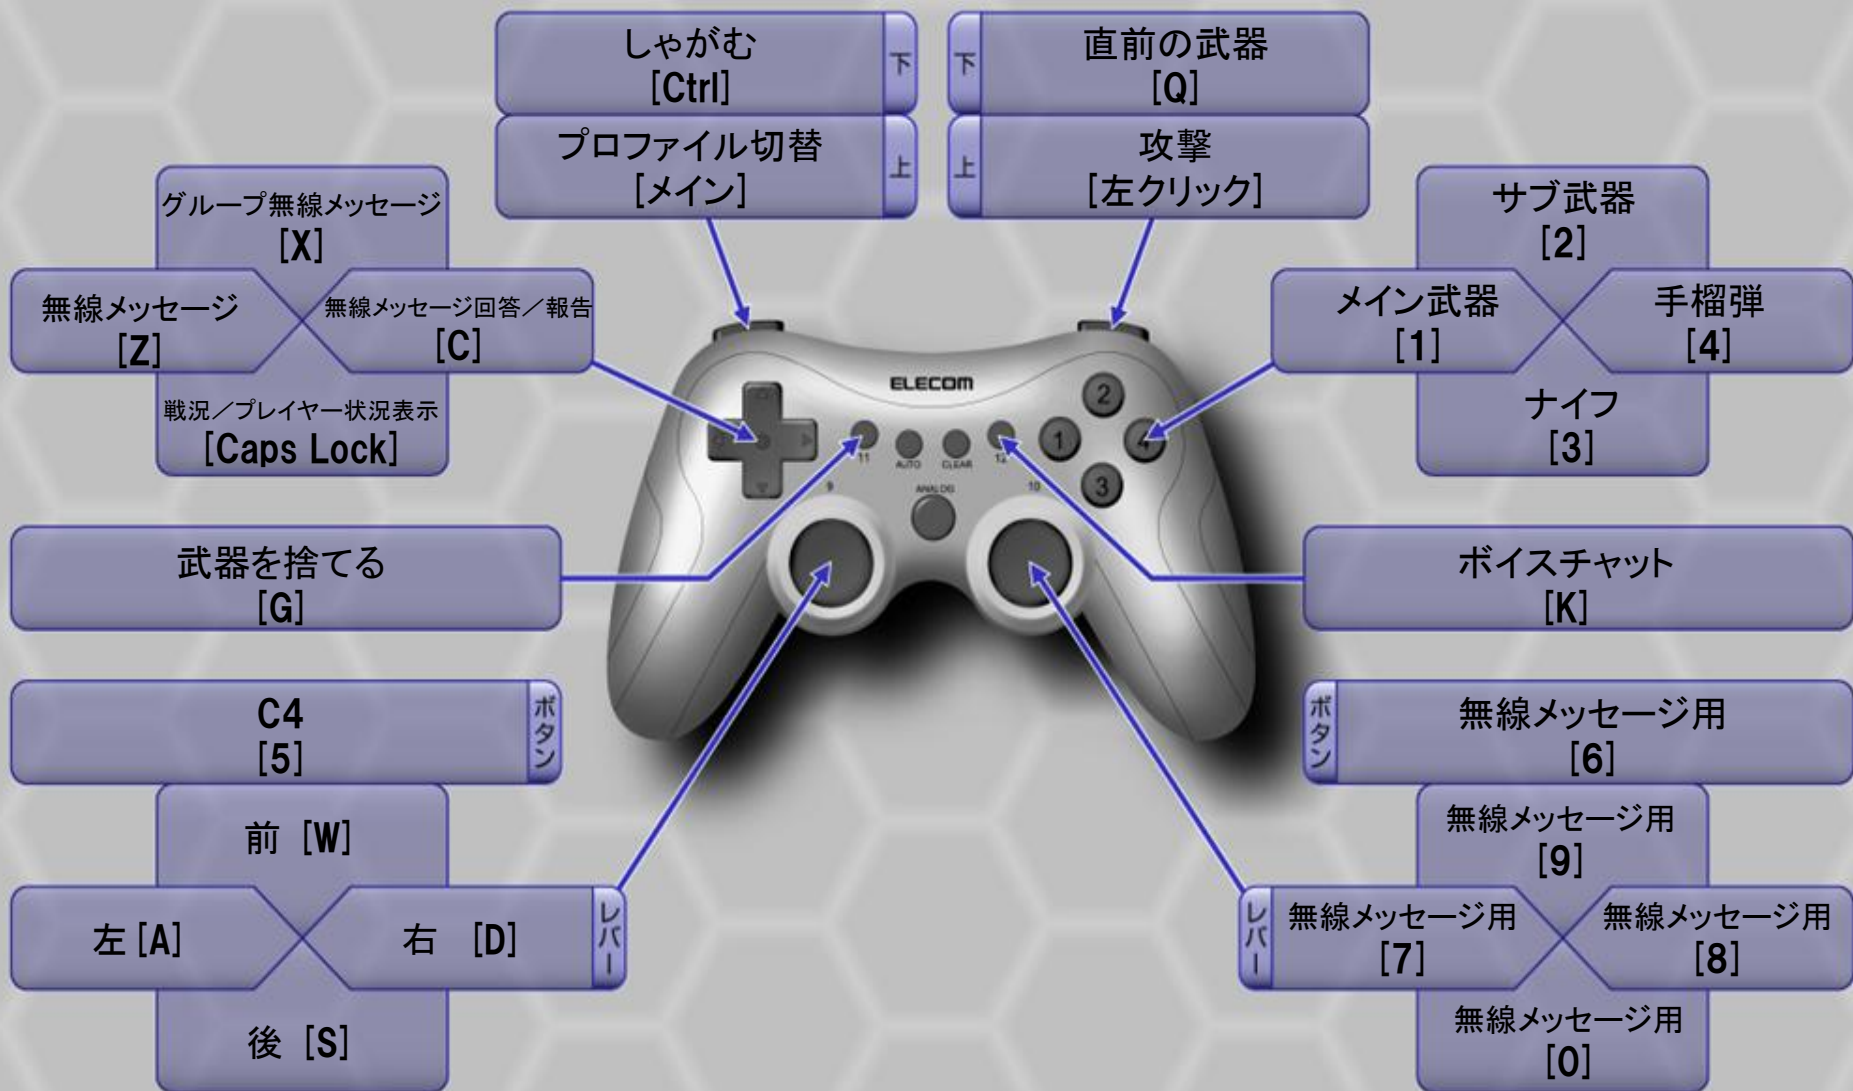 しゃがむ
[Ctrl]
下
下
直前の武器
[Q]
プロファイル切替
[メイン]
上
上
攻撃
[左クリック]
グループ無線メッセージ
[X]
無線メッセージ
[Z]
無線メッセージ回答／報告
[C]
戦況／プレイヤー状況表示
[Caps Lock]
サブ武器
[2]
メイン武器
[1]
手榴弾
[4]
ナイフ
[3]
ELECOM
2
1
4
3
11
AUTO
CLEAR
12
9
ANALOG
10
武器を捨てる
[G]
ボイスチャット
[K]
C4
[5]
ボタン
ボタン
無線メッセージ用
[6]
前 [W]
左 [A]
右 [D]
レバー
後 [S]
無線メッセージ用
[9]
レバー
無線メッセージ用
[7]
無線メッセージ用
[8]
無線メッセージ用
[0]